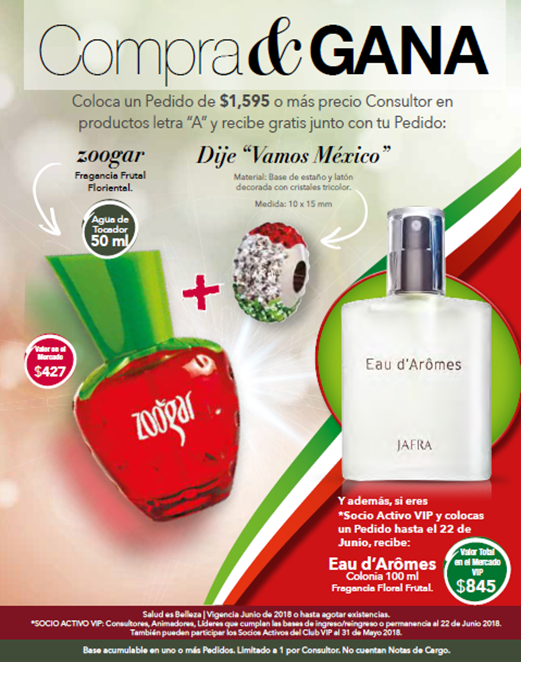 Compra & GANA
Coloca un Pedido de $1,595 o más precio Consultor en
productos letra "A" y recibe gratis junto con tu Pedido:
zoogar
Fragancia Frutal
Floriental.
Dije "Vamos México"
Material: Base de estaño y latón
decorada con cristales tricolor.
Medida: 10 x 15 mm
Agua de
Tocador
50 ml
+
Valor en el
Mercado
$427
zoogar
Eau d'Arômes
JAFRA
Y además, si eres
*Socio Activo VIP y colocas
un Pedido hasta el 22 de
Junio, recibe:
Eau d'Arômes
Colonia 100 ml
Fragancia Floral Frutal.
Valor Total
en el Mercado
VIP
$845
Salud es Belleza | Vigencia Junio de 2018 o hasta agotar existencias.
*SOCIO ACTIVO VIP: Consultores, Animadores, Líderes que cumplan las bases de ingreso/reingreso o permanencia al 22 de Junio 2018.
También pueden participar los Socios Activos del Club VIP al 31 de Mayo 2018.
Base acumulable en uno o más Pedidos. Limitado a 1 por Consultor. No cuentan Notas de Cargo.